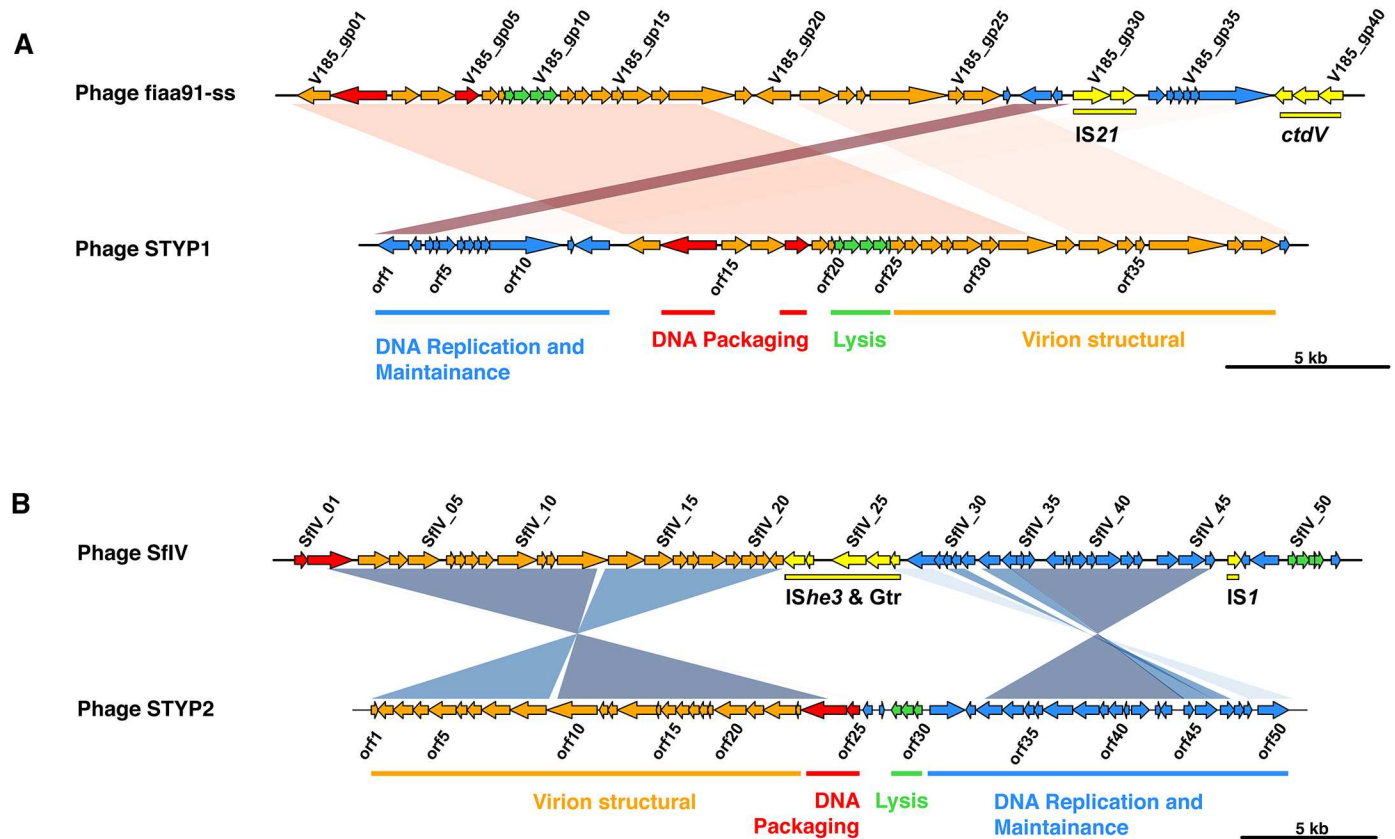 A
V185_gp01
V185_gp05
V185_gp10
V185_gp15
V185_gp20
V185_gp25
V185_gp30
V185_gp35
V185_gp40
Phage fiaa91-ss
IS21
ctdV
Phage STYP1
orf1
orf5
orf10
orf15
orf20
orf25
orf30
orf35
DNA Replication and
Maintainance
DNA Packaging
Lysis
Virion structural
5 kb
B
SfIV_01
SfIV_05
SfIV_10
SfIV_15
SfIV_20
SfIV_25
SfIV_30
SfIV_35
SfIV_40
SfIV_45
SfIV_50
Phage SfIV
IShe3 & Gtr
IS1
Phage STYP2
orf1
orf5
orf10
orf15
orf20
orf25
orf30
orf35
orf40
orf45
orf50
Virion structural
DNA
Packaging
Lysis
DNA Replication and
Maintainance
5 kb